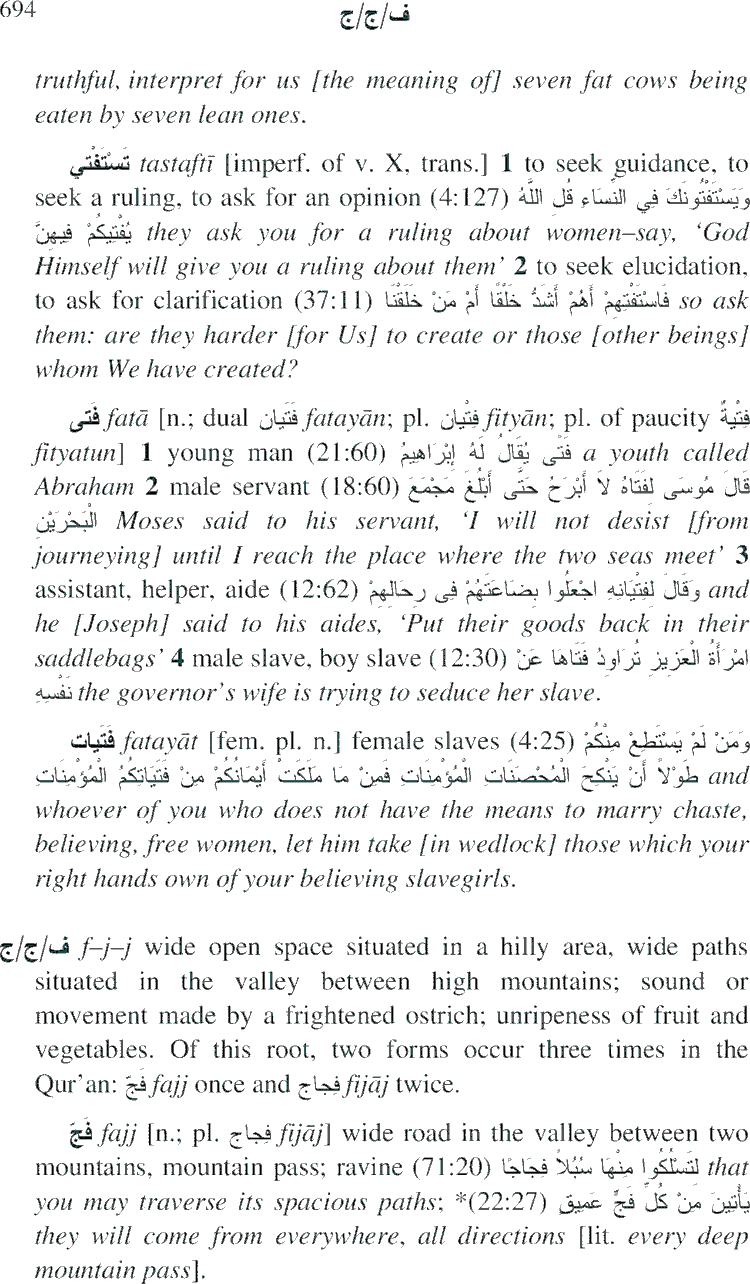 694
ف/ج/ج
truthful, interpret for us [the meaning of] seven fat cows being
eaten by seven lean ones.
تَسْتَفْتي tastaftī [imperf. of v. X, trans.] 1 to seek guidance, to
seek a ruling, to ask for an opinion (4:127) وَيَسْتَفْتُونَكَ فِي النِّسَاءِ قُلِ اللَّهُ
يُفْتِيكُمْ فِيهِنَّ they ask you for a ruling about women–say, ‘God
Himself will give you a ruling about them’ 2 to seek elucidation,
to ask for clarification (37:11) فَاسْتَفْتِهِمْ أَهُمْ أَشَدُّ خَلْقًا أَمْ مَنْ خَلَقْنَا so ask
them: are they harder [for Us] to create or those [other beings]
whom We have created?
فَتى fatā [n.; dual فَتَيان fatayān; pl. فِتْيان fityān; pl. of paucity فِتْيةٌ
fityatun] 1 young man (21:60) فَتًى يُقَالُ لَهُ إِبْرَاهِيمُ a youth called
Abraham 2 male servant (18:60) قَالَ مُوسَى لِفَتَاهُ لاَ أَبْرَحُ حَتَّى أَبْلُغَ مَجْمَعَ
الْبَحْرَيْنِ Moses said to his servant, ‘I will not desist [from
journeying] until I reach the place where the two seas meet’ 3
assistant, helper, aide (12:62) وَقَالَ لِفِتْيَانِهِ اجْعَلُوا بِضَاعَتَهُمْ فِى رِحَالِهِمْ and
he [Joseph] said to his aides, ‘Put their goods back in their
saddlebags’ 4 male slave, boy slave (12:30) امْرَأَةُ الْعَزِيزِ تُرَاوِدُ فَتَاهَا عَنْ
نَفْسِهِ the governor’s wife is trying to seduce her slave.
فَتَيات fatayāt [fem. pl. n.] female slaves (4:25) وَمَنْ لَمْ يَسْتَطِعْ مِنْكُمْ
طَوْلاً أَنْ يَنْكِحَ الْمُحْصَنَاتِ الْمُؤْمِنَاتِ فَمِنْ مَا مَلَكَتْ أَيْمَانُكُمْ مِنْ فَتَيَاتِكُمُ الْمُؤْمِنَاتِ and
whoever of you who does not have the means to marry chaste,
believing, free women, let him take [in wedlock] those which your
right hands own of your believing slavegirls.
ف/ج/ج f–j–j wide open space situated in a hilly area, wide paths
situated in the valley between high mountains; sound or
movement made by a frightened ostrich; unripeness of fruit and
vegetables. Of this root, two forms occur three times in the
Qur’an: فَجّ fajj once and فِجاج fijāj twice.
فَجّ fajj [n.; pl. فِجاج fijāj] wide road in the valley between two
mountains, mountain pass; ravine (71:20) لِتَسْلُكُوا مِنْهَا سُبُلاً فِجَاجًا that
you may traverse its spacious paths; *(22:27) يَأْتِينَ مِنْ كُلِّ فَجٍّ عَمِيقٍ
they will come from everywhere, all directions [lit. every deep
mountain pass].